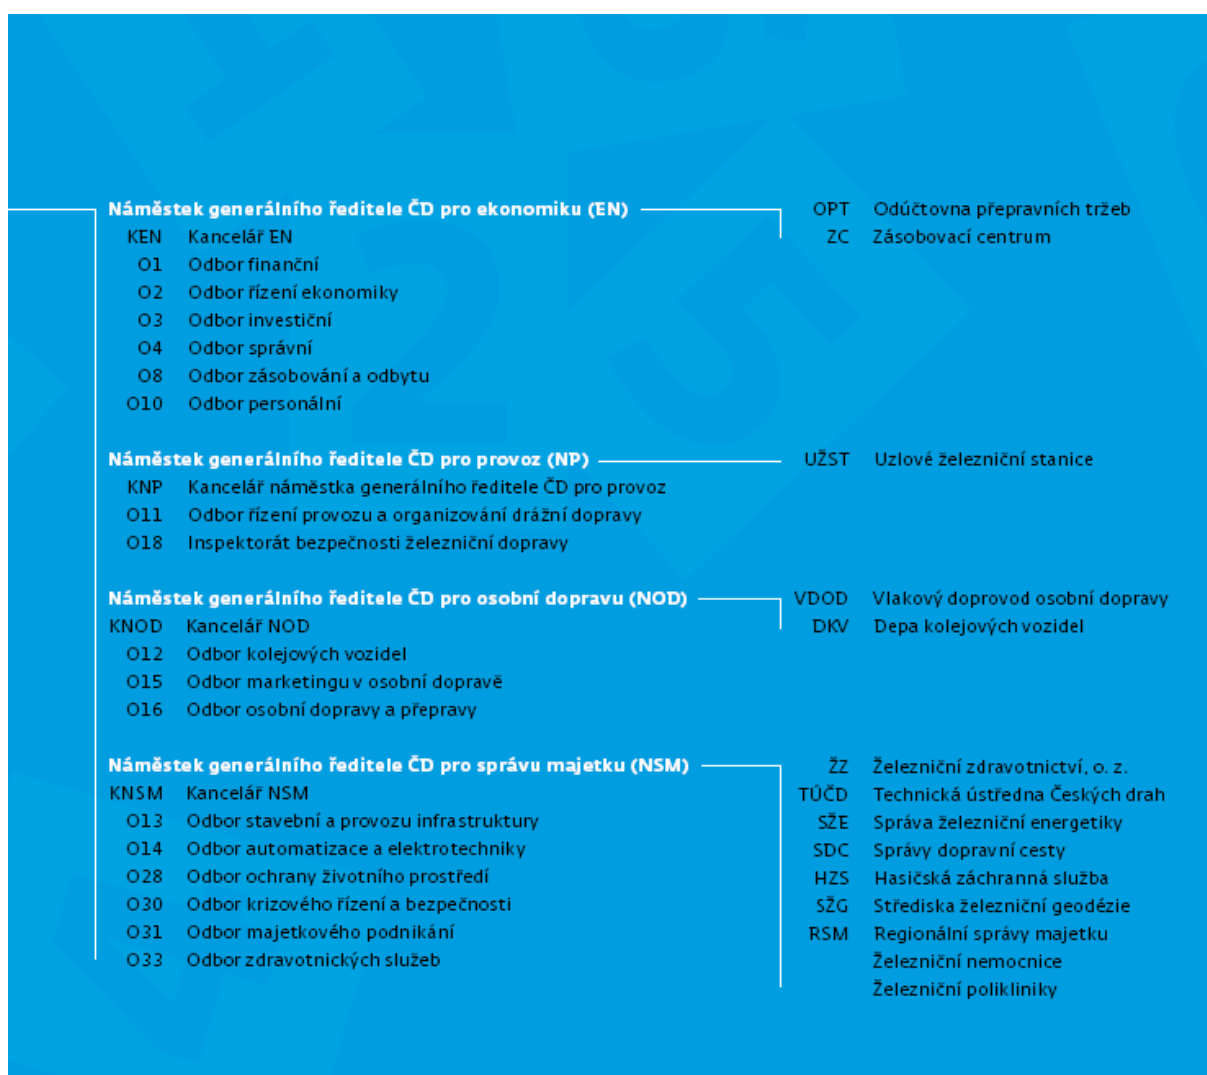 Náměstek generálního ředitele ČD pro ekonomiku (EN)
KEN Kancelář EN
O1 Odbor finanční
O2 Odbor řízení ekonomiky
O3 Odbor investiční
O4 Odbor správní
O8 Odbor zásobování a odbytu
O10 Odbor personální
OPT Odúčtovna přepravních tržeb
ZC Zásobovací centrum
Náměstek generálního ředitele ČD pro provoz (NP)
KNP Kancelář náměstka generálního ředitele ČD pro provoz
O11 Odbor řízení provozu a organizování drážní dopravy
O18 Inspektorát bezpečnosti železniční dopravy
UŽST Uzlové železniční stanice
Náměstek generálního ředitele ČD pro osobní dopravu (NOD)
KNOD Kancelář NOD
O12 Odbor kolejových vozidel
O15 Odbor marketingu v osobní dopravě
O16 Odbor osobní dopravy a přepravy
VDOD Vlakový doprovod osobní dopravy
DKV Depa kolejových vozidel
Náměstek generálního ředitele ČD pro správu majetku (NSM)
KNSM Kancelář NSM
O13 Odbor stavební a provozu infrastruktury
O14 Odbor automatizace a elektrotechniky
O28 Odbor ochrany životního prostředí
O30 Odbor krizového řízení a bezpečnosti
O31 Odbor majetkového podnikání
O33 Odbor zdravotnických služeb
ŽZ Železniční zdravotnictví, o. z.
TÚČD Technická ústředna Českých drah
SŽE Správa železniční energetiky
SDC Správy dopravní cesty
HZS Hasičská záchranná služba
SŽG Střediska železniční geodézie
RSM Regionální správy majetku
Železniční nemocnice
Železniční polikliniky